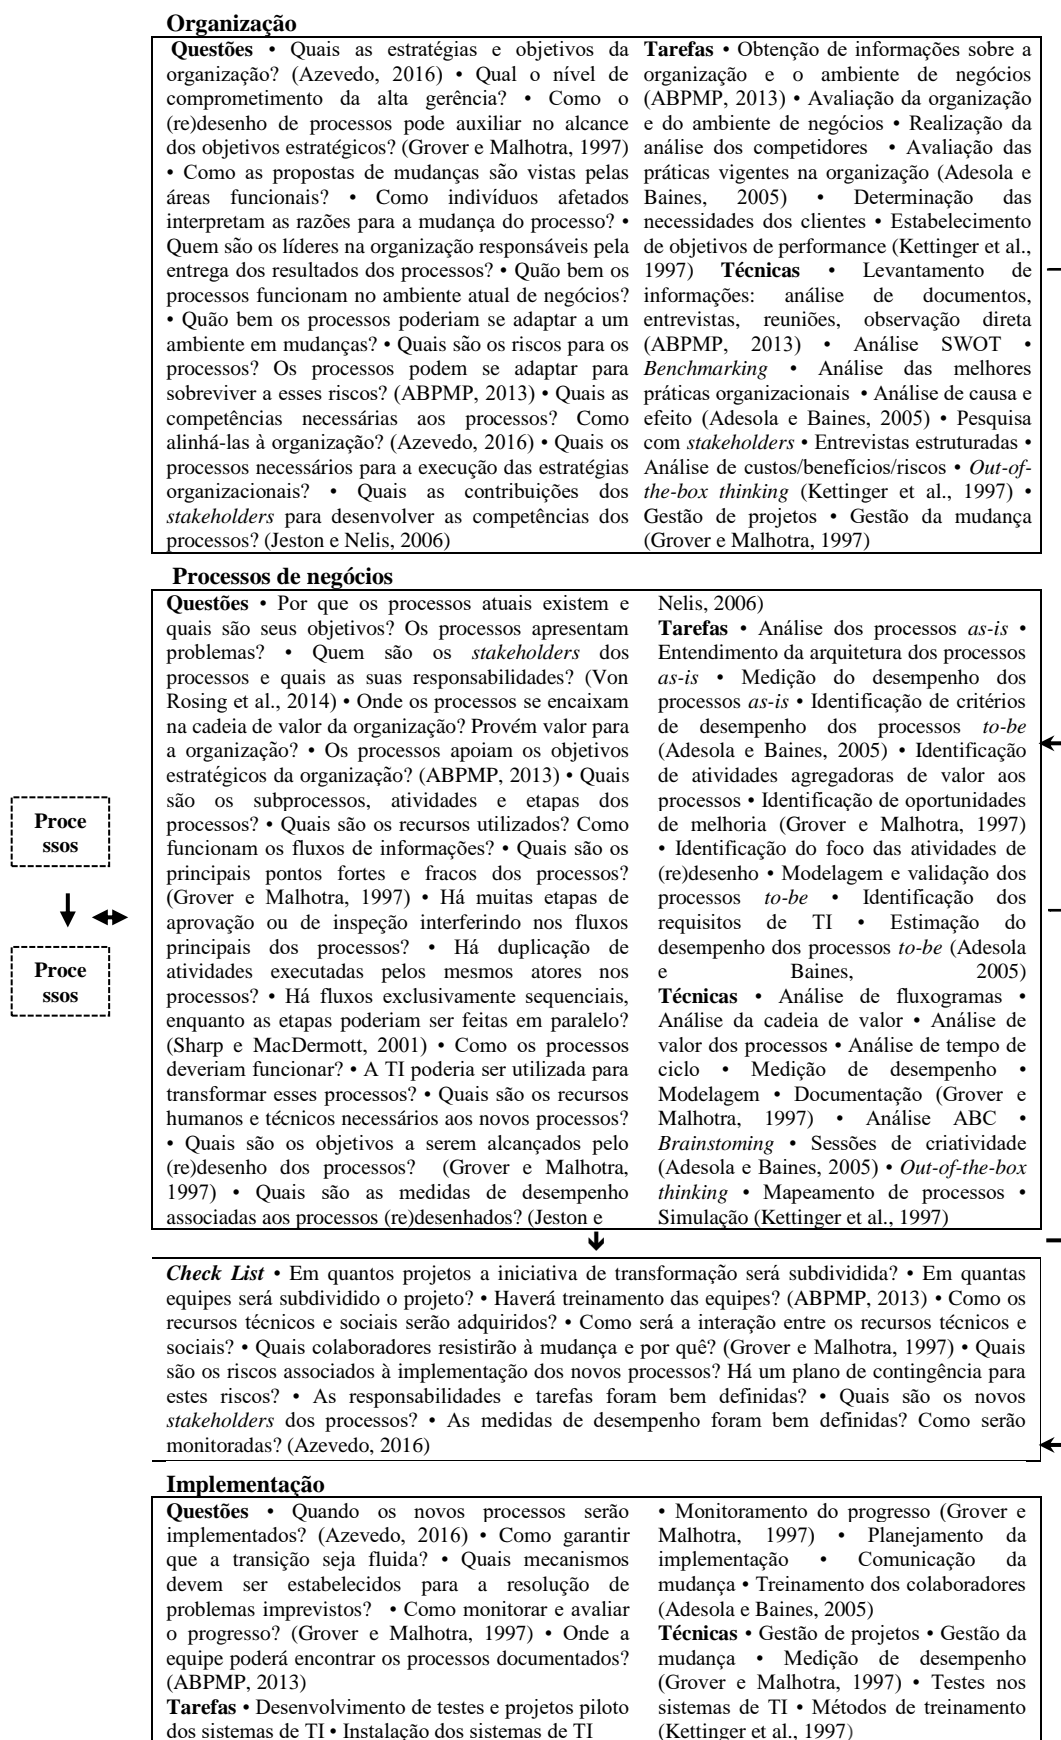 Organização
Questões • Quais as estratégias e objetivos da
organização? (Azevedo, 2016) • Qual o nível de
comprometimento da alta gerência? • Como o
(re)desenho de processos pode auxiliar no alcance
dos objetivos estratégicos? (Grover e Malhotra, 1997)
• Como as propostas de mudanças são vistas pelas
áreas funcionais? • Como indivíduos afetados
interpretam as razões para a mudança do processo? •
Quem são os líderes na organização responsáveis pela
entrega dos resultados dos processos? • Quão bem os
processos funcionam no ambiente atual de negócios?
• Quão bem os processos poderiam se adaptar a um
ambiente em mudanças? • Quais são os riscos para os
processos? Os processos podem se adaptar para
sobreviver a esses riscos? (ABPMP, 2013) • Quais as
competências necessárias aos processos? Como
alinhá-las à organização? (Azevedo, 2016) • Quais os
processos necessários para a execução das estratégias
organizacionais? • Quais as contribuições dos
stakeholders para desenvolver as competências dos
processos? (Jeston e Nelis, 2006)
Tarefas • Obtenção de informações sobre a
organização e o ambiente de negócios
(ABPMP, 2013) • Avaliação da organização
e do ambiente de negócios • Realização da
análise dos competidores • Avaliação das
práticas vigentes na organização (Adesola e
Baines, 2005) • Determinação das
necessidades dos clientes • Estabelecimento
de objetivos de performance (Kettinger et al.,
1997) Técnicas • Levantamento de
informações: análise de documentos,
entrevistas, reuniões, observação direta
(ABPMP, 2013) • Análise SWOT •
Benchmarking • Análise das melhores
práticas organizacionais • Análise de causa e
efeito (Adesola e Baines, 2005) • Pesquisa
com stakeholders • Entrevistas estruturadas •
Análise de custos/benefícios/riscos • Out-of-
the-box thinking (Kettinger et al., 1997) •
Gestão de projetos • Gestão da mudança
(Grover e Malhotra, 1997)
Processos de negócios
Questões • Por que os processos atuais existem e
quais são seus objetivos? Os processos apresentam
problemas? • Quem são os stakeholders dos
processos e quais as suas responsabilidades? (Von
Rosing et al., 2014) • Onde os processos se encaixam
na cadeia de valor da organização? Provém valor para
a organização? • Os processos apoiam os objetivos
estratégicos da organização? (ABPMP, 2013) • Quais
são os subprocessos, atividades e etapas dos
processos? • Quais são os recursos utilizados? Como
funcionam os fluxos de informações? • Quais são os
principais pontos fortes e fracos dos processos?
(Grover e Malhotra, 1997) • Há muitas etapas de
aprovação ou de inspeção interferindo nos fluxos
principais dos processos? • Há duplicação de
atividades executadas pelos mesmos atores nos
processos? • Há fluxos exclusivamente sequenciais,
enquanto as etapas poderiam ser feitas em paralelo?
(Sharp e MacDermott, 2001) • Como os processos
deveriam funcionar? • A TI poderia ser utilizada para
transformar esses processos? • Quais são os recursos
humanos e técnicos necessários aos novos processos?
• Quais são os objetivos a serem alcançados pelo
(re)desenho dos processos? (Grover e Malhotra,
1997) • Quais são as medidas de desempenho
associadas aos processos (re)desenhados? (Jeston e
Nelis, 2006)
Tarefas • Análise dos processos as-is •
Entendimento da arquitetura dos processos
as-is • Medição do desempenho dos
processos as-is • Identificação de critérios
de desempenho dos processos to-be
(Adesola e Baines, 2005) • Identificação
de atividades agregadoras de valor aos
processos • Identificação de oportunidades
de melhoria (Grover e Malhotra, 1997)
• Identificação do foco das atividades de
(re)desenho • Modelagem e validação dos
processos to-be • Identificação dos
requisitos de TI • Estimação do
desempenho dos processos to-be (Adesola
e Baines, 2005)
Técnicas • Análise de fluxogramas •
Análise da cadeia de valor • Análise de
valor dos processos • Análise de tempo de
ciclo • Medição de desempenho •
Modelagem • Documentação (Grover e
Malhotra, 1997) • Análise ABC •
Brainstoming • Sessões de criatividade
(Adesola e Baines, 2005) • Out-of-the-box
thinking • Mapeamento de processos •
Simulação (Kettinger et al., 1997)
Proce
ssos
Proce
ssos
Check List • Em quantos projetos a iniciativa de transformação será subdividida? • Em quantas
equipes será subdividido o projeto? • Haverá treinamento das equipes? (ABPMP, 2013) • Como os
recursos técnicos e sociais serão adquiridos? • Como será a interação entre os recursos técnicos e
sociais? • Quais colaboradores resistirão à mudança e por quê? (Grover e Malhotra, 1997) • Quais
são os riscos associados à implementação dos novos processos? Há um plano de contingência para
estes riscos? • As responsabilidades e tarefas foram bem definidas? • Quais são os novos
stakeholders dos processos? • As medidas de desempenho foram bem definidas? Como serão
monitoradas? (Azevedo, 2016)
Implementação
Questões • Quando os novos processos serão
implementados? (Azevedo, 2016) • Como garantir
que a transição seja fluida? • Quais mecanismos
devem ser estabelecidos para a resolução de
problemas imprevistos? • Como monitorar e avaliar
o progresso? (Grover e Malhotra, 1997) • Onde a
equipe poderá encontrar os processos documentados?
(ABPMP, 2013)
Tarefas • Desenvolvimento de testes e projetos piloto
dos sistemas de TI • Instalação dos sistemas de TI
• Monitoramento do progresso (Grover e
Malhotra, 1997) • Planejamento da
implementação • Comunicação da
mudança • Treinamento dos colaboradores
(Adesola e Baines, 2005)
Técnicas • Gestão de projetos • Gestão da
mudança • Medição de desempenho
(Grover e Malhotra, 1997) • Testes nos
sistemas de TI • Métodos de treinamento
(Kettinger et al., 1997)